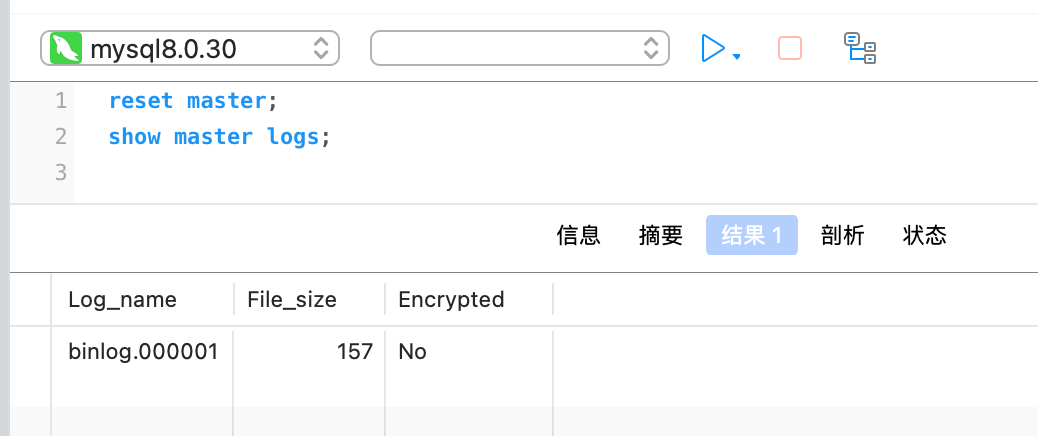 mysql8.0.30
1 reset master;
2 show master logs;
3
信息 摘要 结果 1 剖析 状态
Log_name File_size Encrypted
binlog.000001 157 No